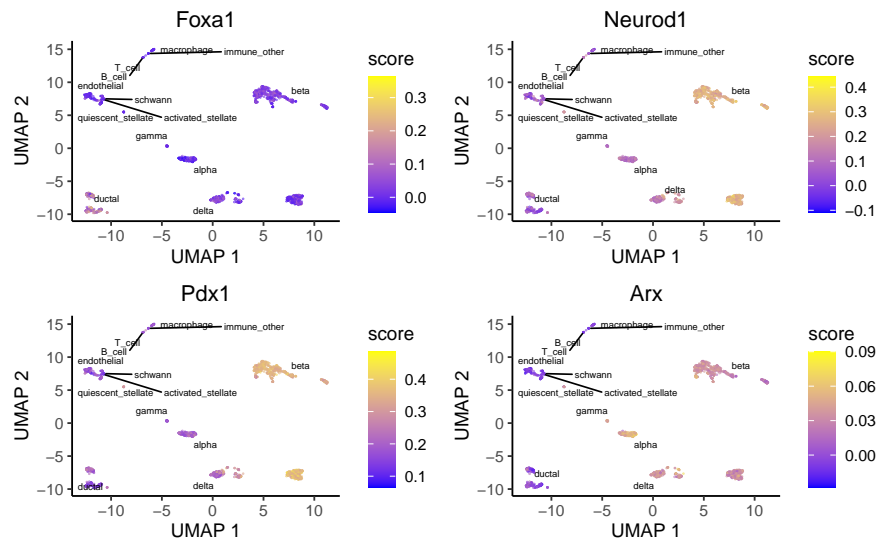 Foxa1
15
10
5
0
−5
−10
UMAP 2
macrophage
immune_other
T_cell
B_cell
endothelial
schwann
quiescent_stellate
activated_stellate
beta
gamma
alpha
ductal
delta
−10
−5
0
5
10
UMAP 1
score
0.3
0.2
0.1
0.0
Neurod1
15
10
5
0
−5
−10
UMAP 2
macrophage
immune_other
T_cell
B_cell
endothelial
schwann
quiescent_stellate
activated_stellate
beta
gamma
alpha
delta
ductal
−10
−5
0
5
10
UMAP 1
score
0.4
0.3
0.2
0.1
0.0
−0.1
Pdx1
15
10
5
0
−5
−10
UMAP 2
macrophage
immune_other
T_cell
B_cell
endothelial
schwann
quiescent_stellate
activated_stellate
beta
gamma
alpha
ductal
delta
−10
−5
0
5
10
UMAP 1
score
0.4
0.3
0.2
0.1
Arx
15
10
5
0
−5
−10
UMAP 2
macrophage
immune_other
B_cell
T_cell
endothelial
schwann
quiescent_stellate
activated_stellate
beta
gamma
alpha
ductal
delta
−10
−5
0
5
10
UMAP 1
score
0.09
0.06
0.03
0.00